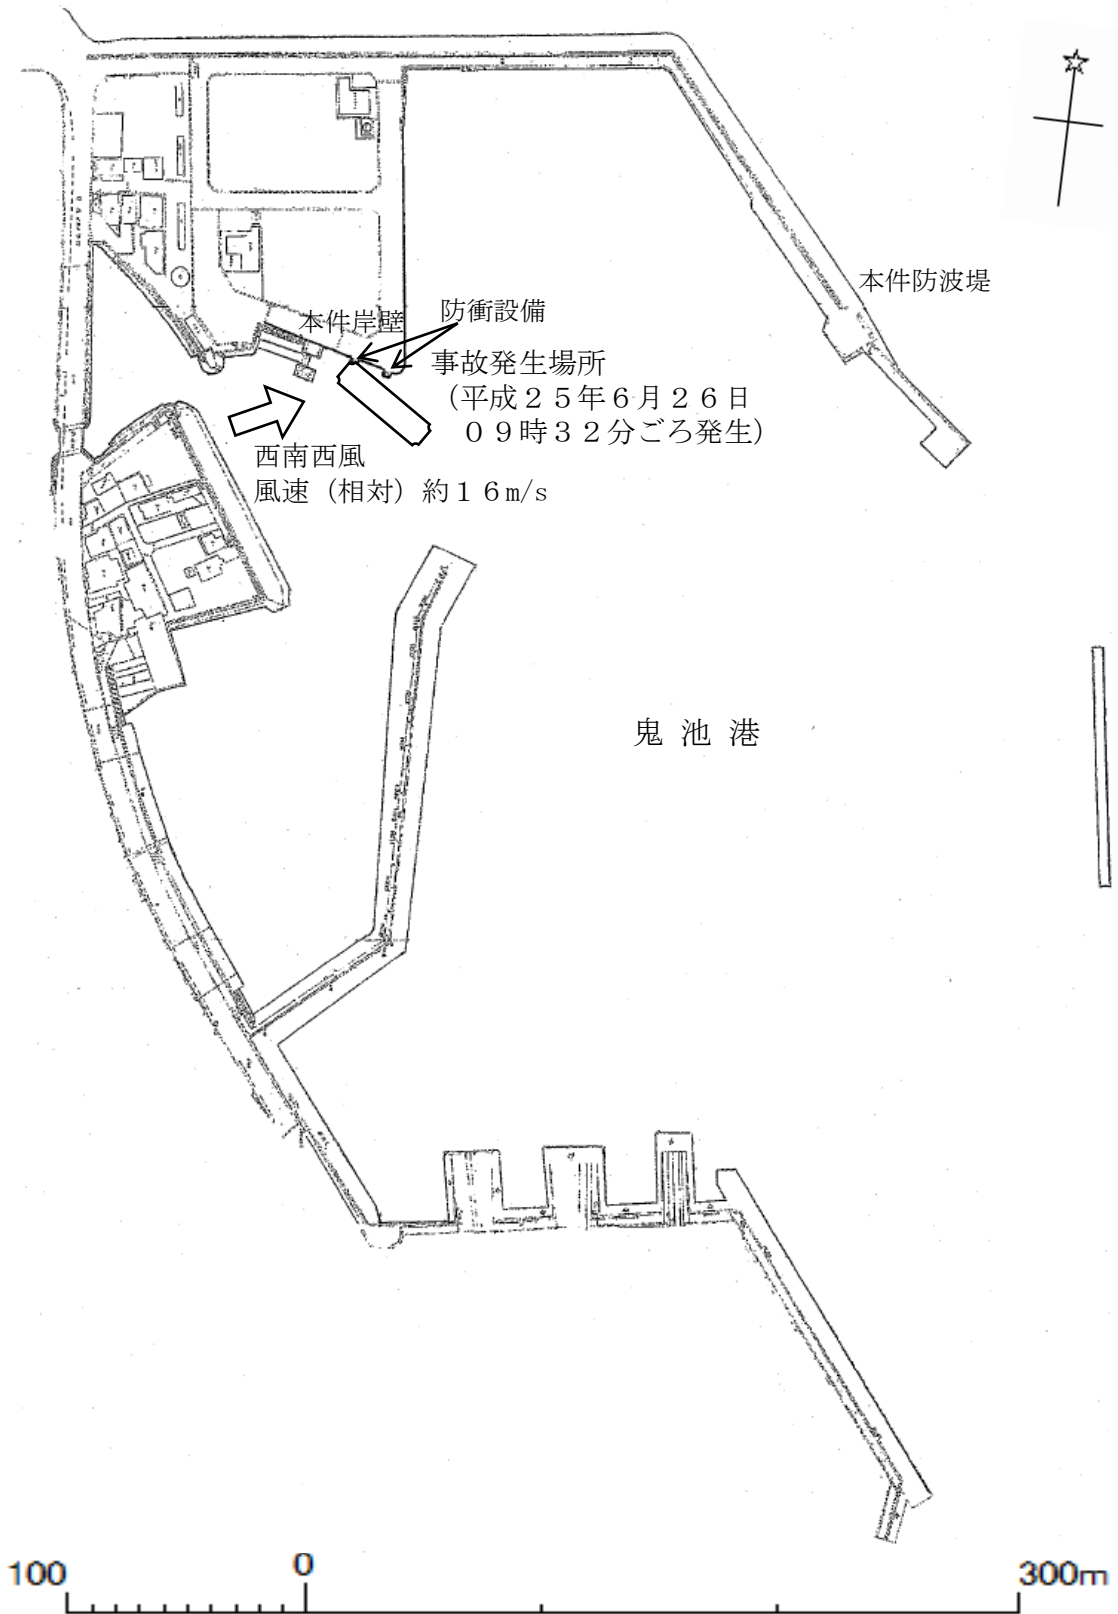 本件防波堤
本件岸壁
防衝設備
事故発生場所
（平成２５年６月２６日
０９時３２分ごろ発生）
西南西風
風速（相対）約１６m/s
鬼池港
100
0
300m